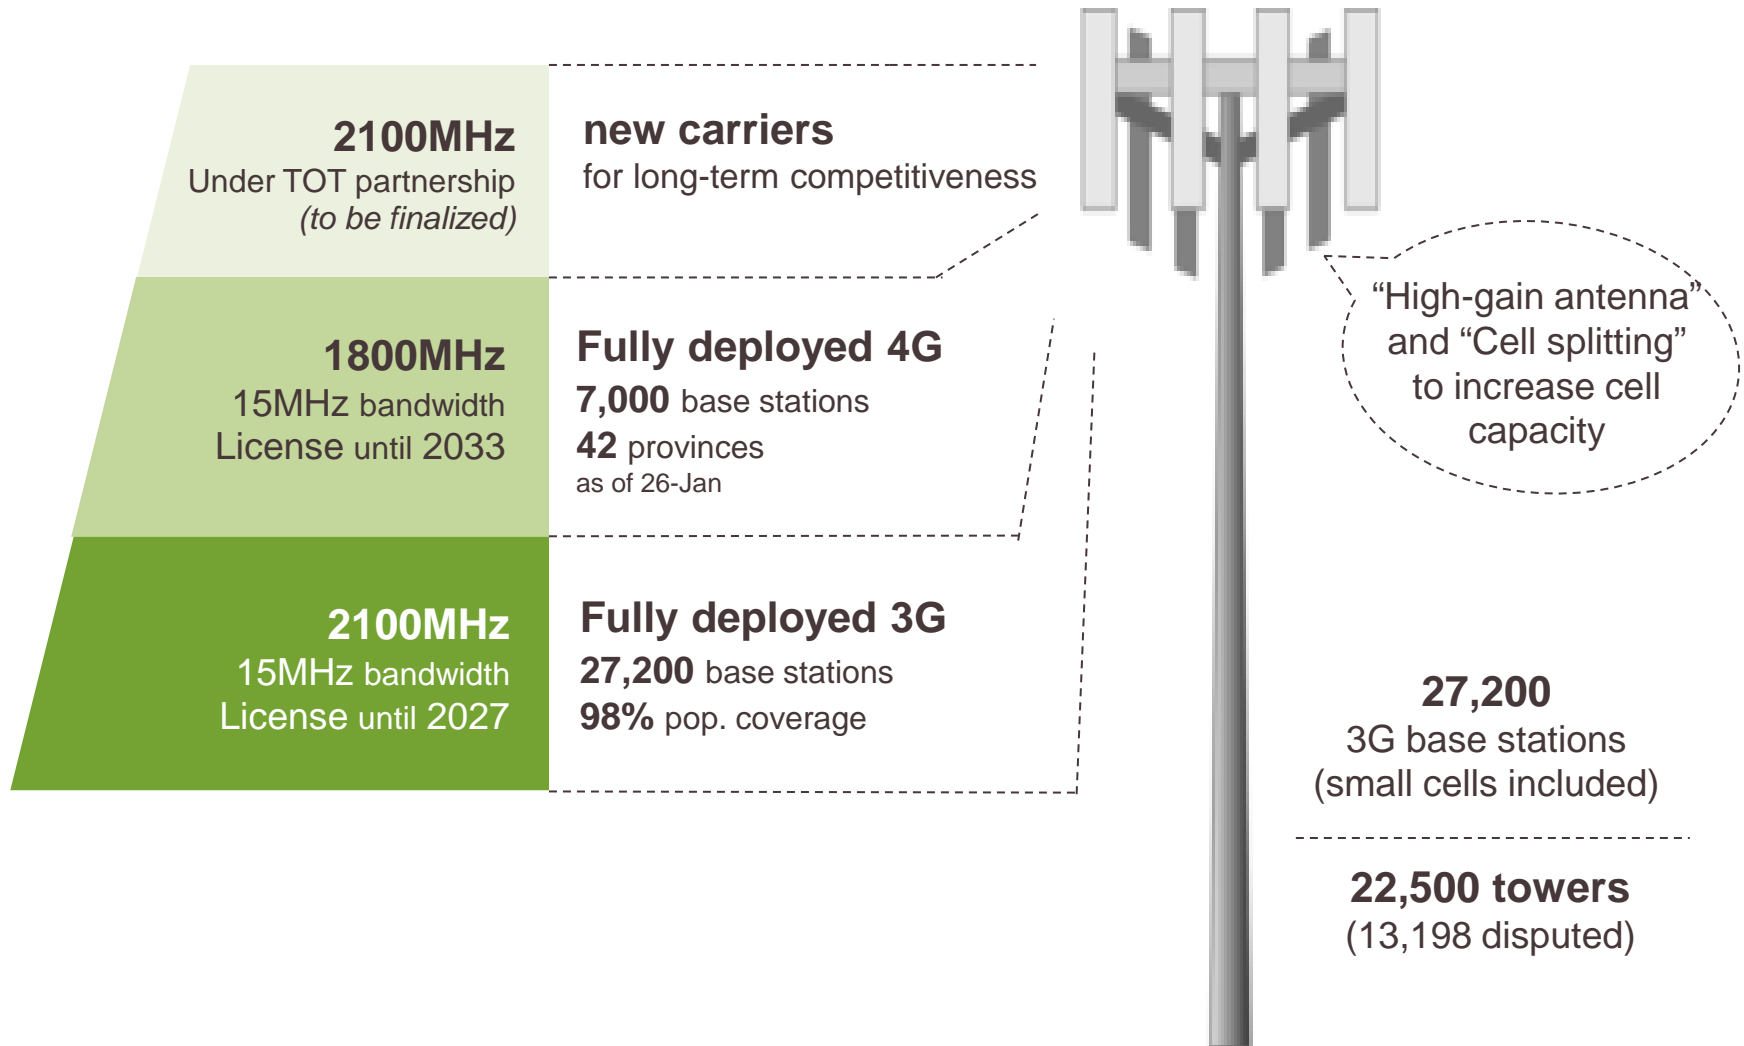 2100MHz
Under TOT partnership
(to be finalized)
new carriers
for long-term competitiveness
1800MHz
15MHz bandwidth
License until 2033
Fully deployed 4G
7,000 base stations
42 provinces
as of 26-Jan
2100MHz
15MHz bandwidth
License until 2027
Fully deployed 3G
27,200 base stations
98% pop. coverage
“High-gain antenna”
and “Cell splitting”
to increase cell
capacity
27,200
3G base stations
(small cells included)
22,500 towers
(13,198 disputed)